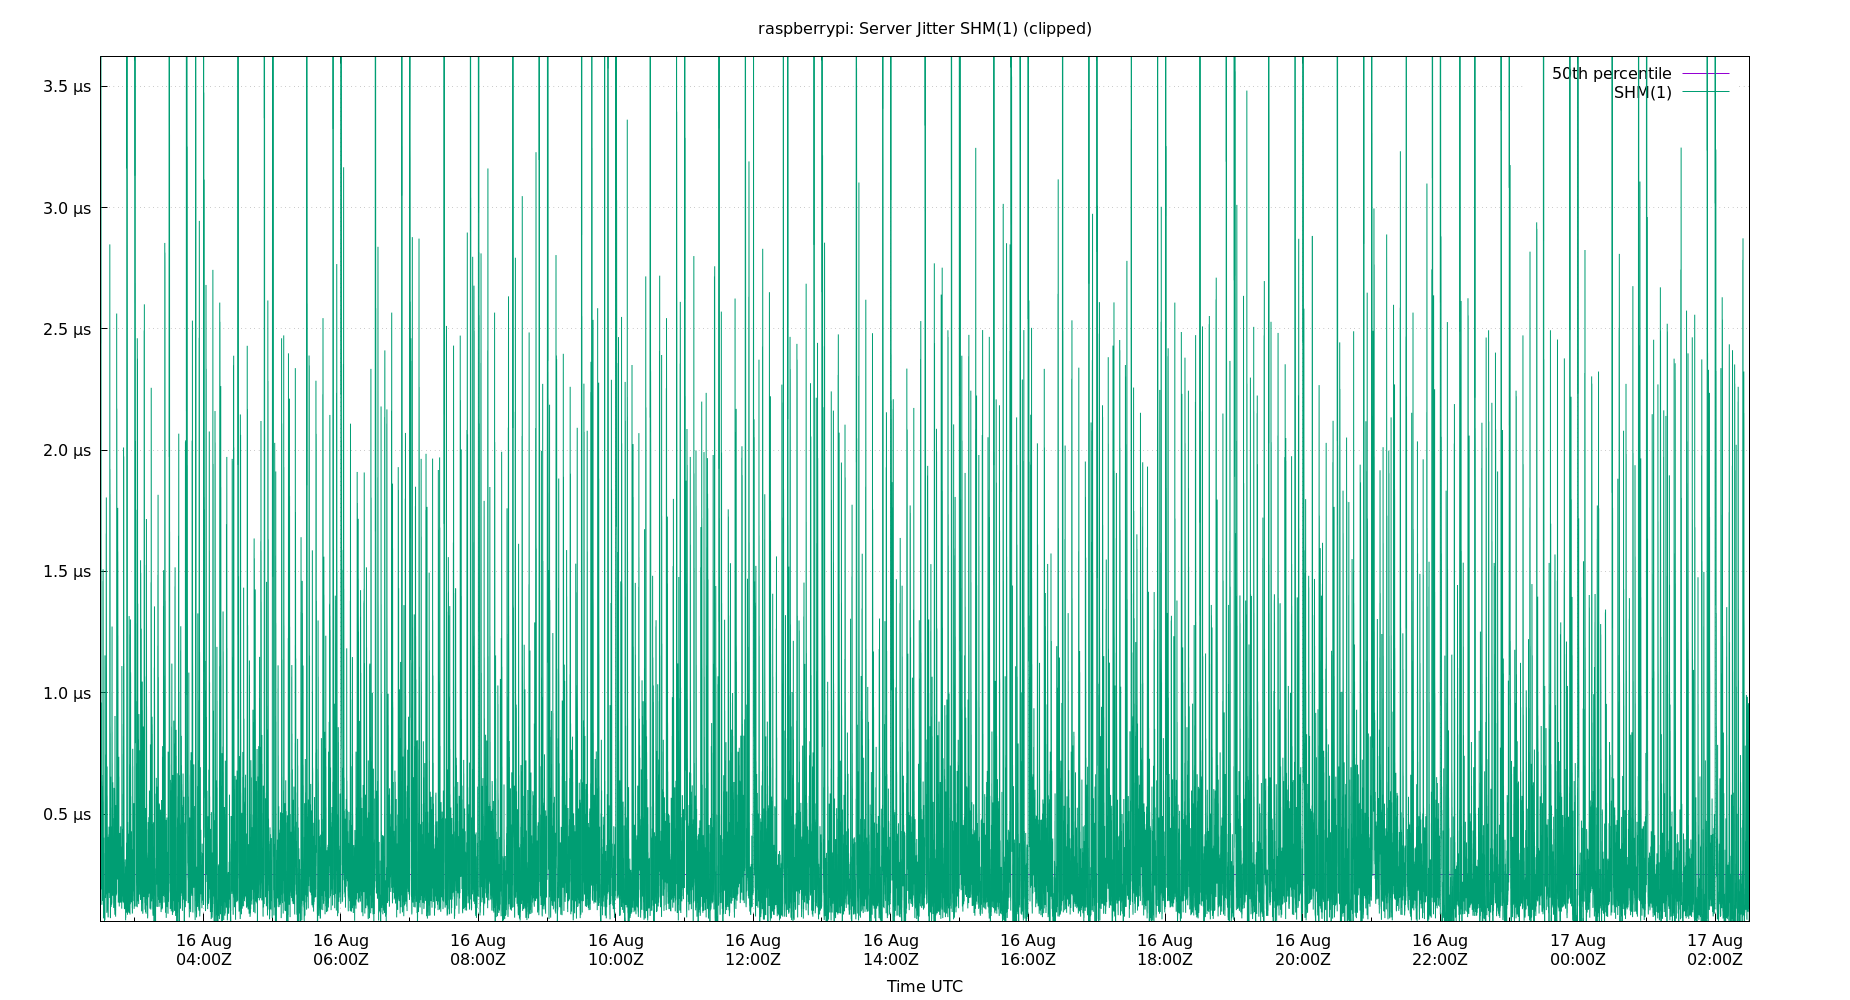 raspberrypi: Server Jitter SHM(1) (clipped)
50th percentile
SHM(1)
3.5 µs
3.0 µs
2.5 µs
2.0 µs
1.5 µs
1.0 µs
0.5 µs
16 Aug 16 Aug 16 Aug 16 Aug 16 Aug 16 Aug 16 Aug 16 Aug 16 Aug 16 Aug 17 Aug 17 Aug
04:00Z 06:00Z 08:00Z 10:00Z 12:00Z 14:00Z 16:00Z 18:00Z 20:00Z 22:00Z 00:00Z 02:00Z
Time UTC